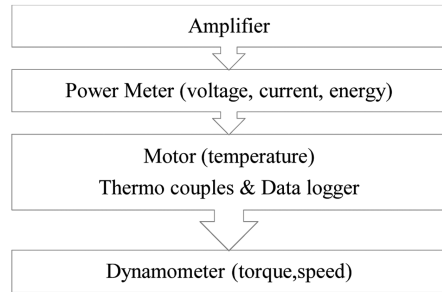 Amplifier
Power Meter (voltage, current, energy)
Motor (temperature)
Thermo couples & Data logger
Dynamometer (torque,speed)